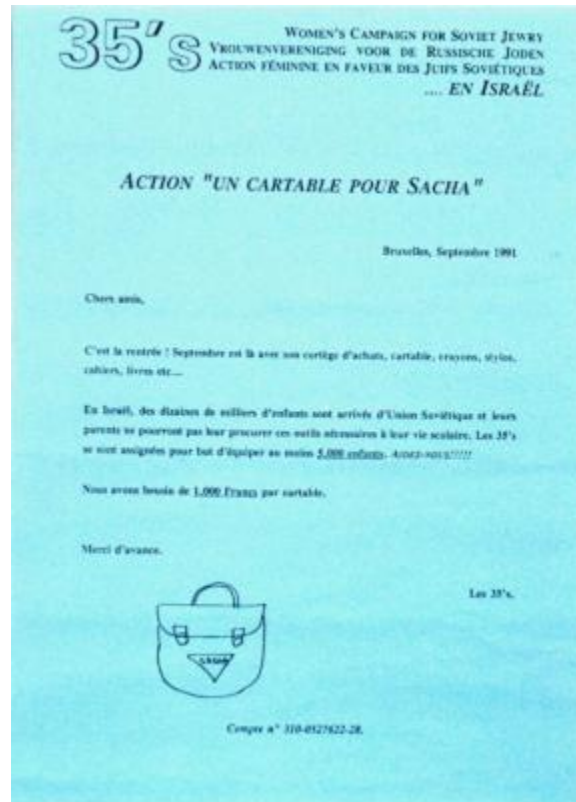 35's
WOMEN'S CAMPAIGN FOR SOVIET JEWRY
VROUWENVERENIGING VOOR DE RUSSISCHE JODEN
ACTION FÉMININE EN FAVEUR DES JUIFS SOVIÉTIQUES
.... EN ISRAËL
ACTION "UN CARTABLE POUR SACHA"
Bruxelles, Septembre 1991
Chers amis,
C'est la rentrée ! Septembre est là avec son cortège d'achats, cartable, crayons, stylos,
cahiers, livres etc....
En Israël, des dizaines de milliers d'enfants sont arrivés d'Union Soviétique et leurs
parents ne pourront pas leur procurer ces outils nécessaires à leur vie scolaire. Les 35's
se sont assignées pour but d'équiper au moins 5.000 enfants. AIDEZ-NOUS!!!!!
Nous avons besoin de 1.000 Francs par cartable.
Merci d'avance.
Les 35's.
Compte n° 310-0527622-28.